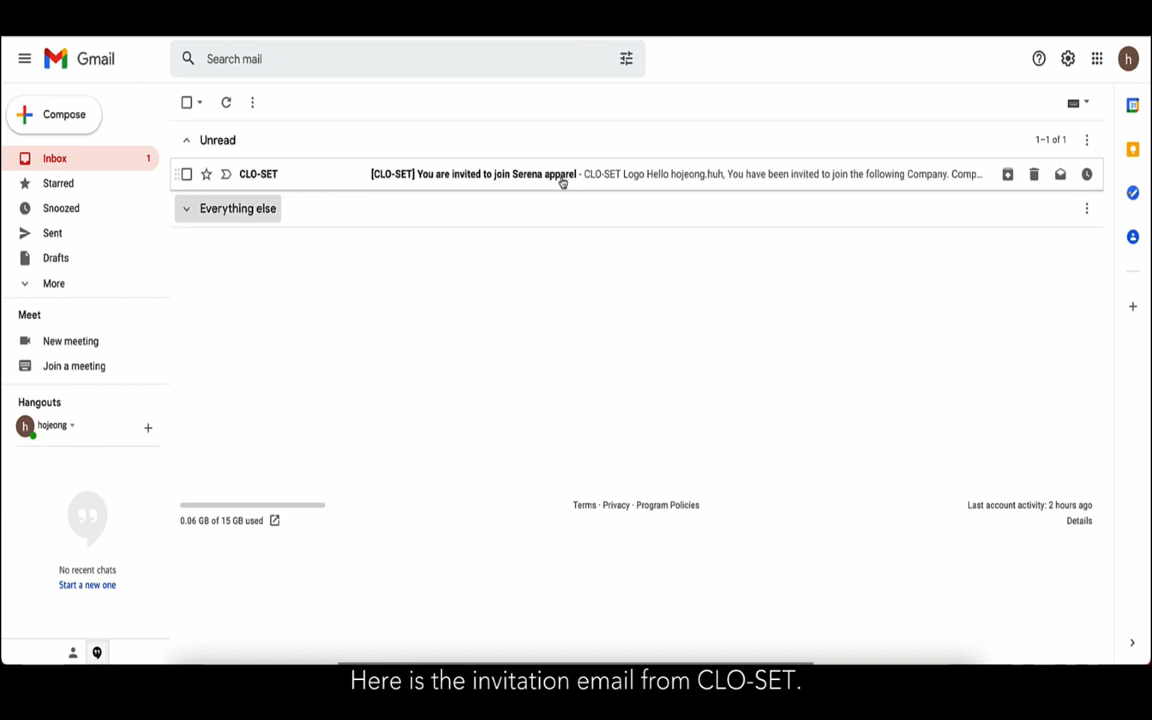 Gmail
Search mail
h
Compose
Unread
1–1 of 1
Inbox
1
CLO-SET
[CLO-SET] You are invited to join Serena apparel - CLO-SET Logo Hello hojeong.huh, You have been invited to join the following Company. Comp...
Starred
Snoozed
Everything else
Sent
Drafts
More
Meet
New meeting
Join a meeting
Hangouts
h
hojeong
No recent chats
Start a new one
0.06 GB of 15 GB used
Terms · Privacy · Program Policies
Last account activity: 2 hours ago
Details
Here is the invitation email from CLO-SET.